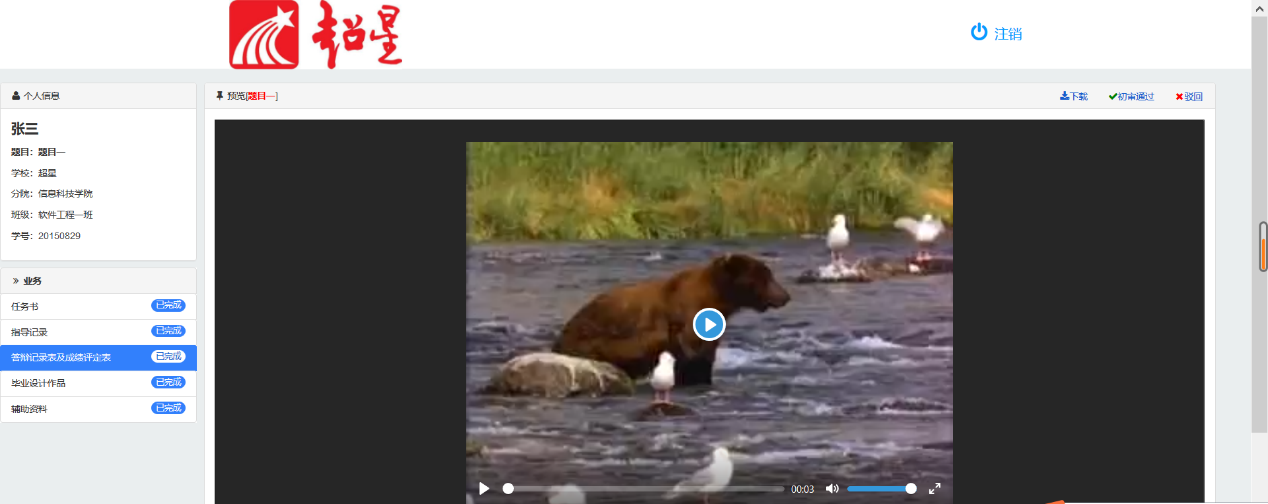 超星
注销
个人信息
预览[题目一]
下载
初审通过
驳回
张三
题目：题目一
学校：超星
分院：信息科技学院
班级：软件工程一班
学号：20150829
业务
任务书 已完成
指导记录 已完成
答辩记录表及成绩评定表 已完成
毕业设计作品 已完成
辅助资料 已完成
00:03